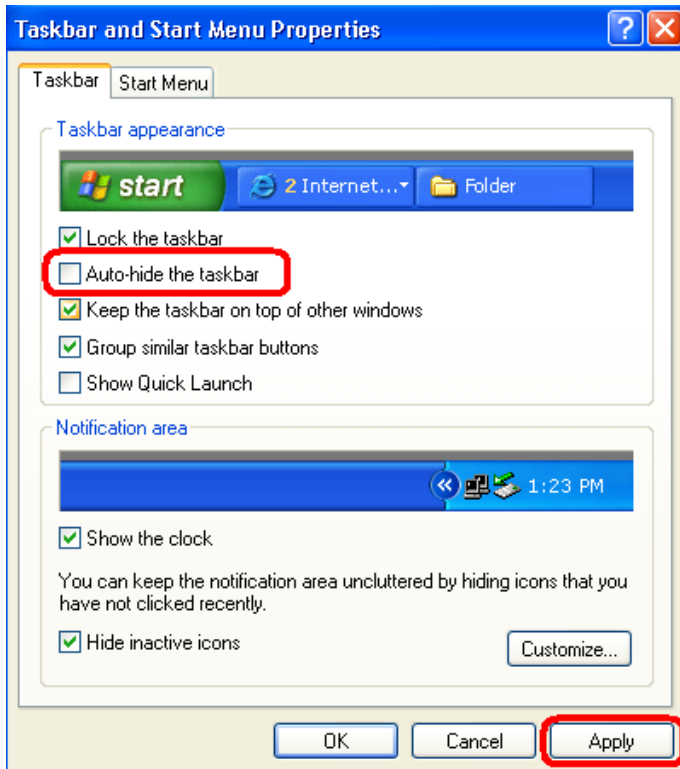 Taskbar and Start Menu Properties
Taskbar
Start Menu
Taskbar appearance
start
2 Internet...
Folder
Lock the taskbar
Auto-hide the taskbar
Keep the taskbar on top of other windows
Group similar taskbar buttons
Show Quick Launch
Notification area
1:23 PM
Show the clock
You can keep the notification area uncluttered by hiding icons that you
have not clicked recently.
Hide inactive icons
Customize...
OK
Cancel
Apply